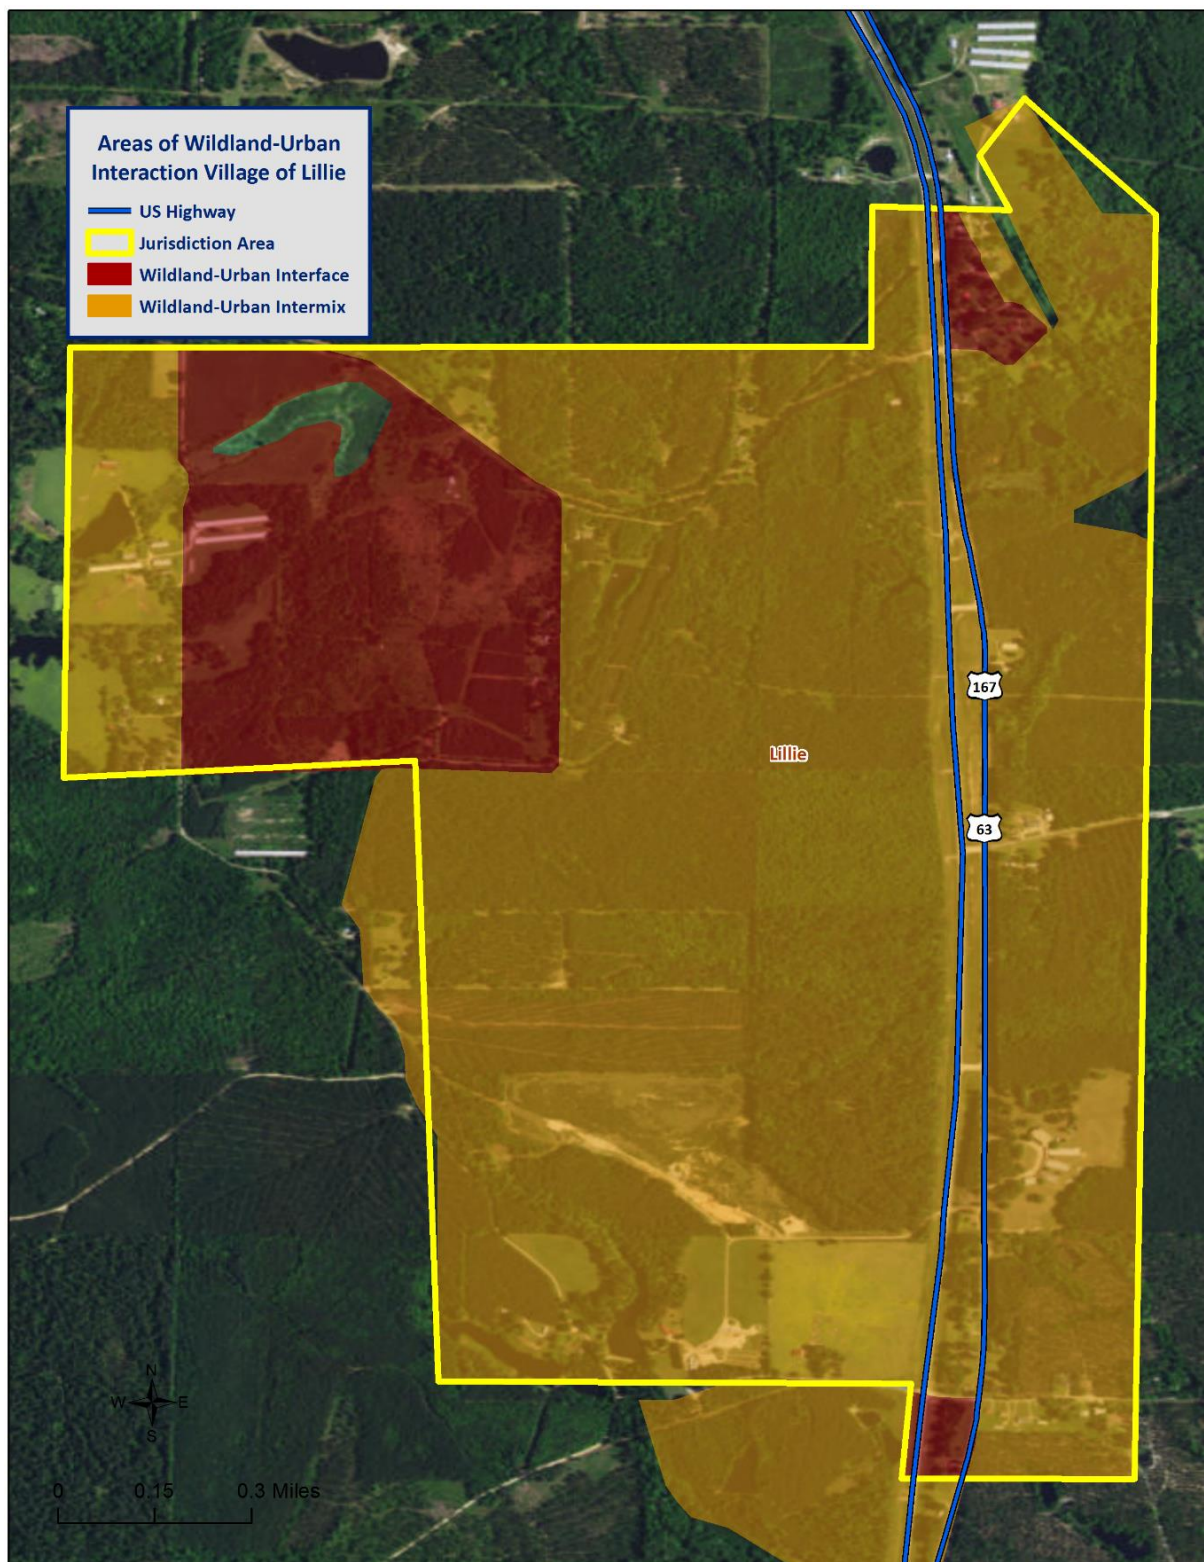 Areas of Wildland-Urban
Interaction Village of Lillie
US Highway
Jurisdiction Area
Wildland-Urban Interface
Wildland-Urban Intermix
167
Lillie
63
N
W E
S
0 0.15 0.3 Miles